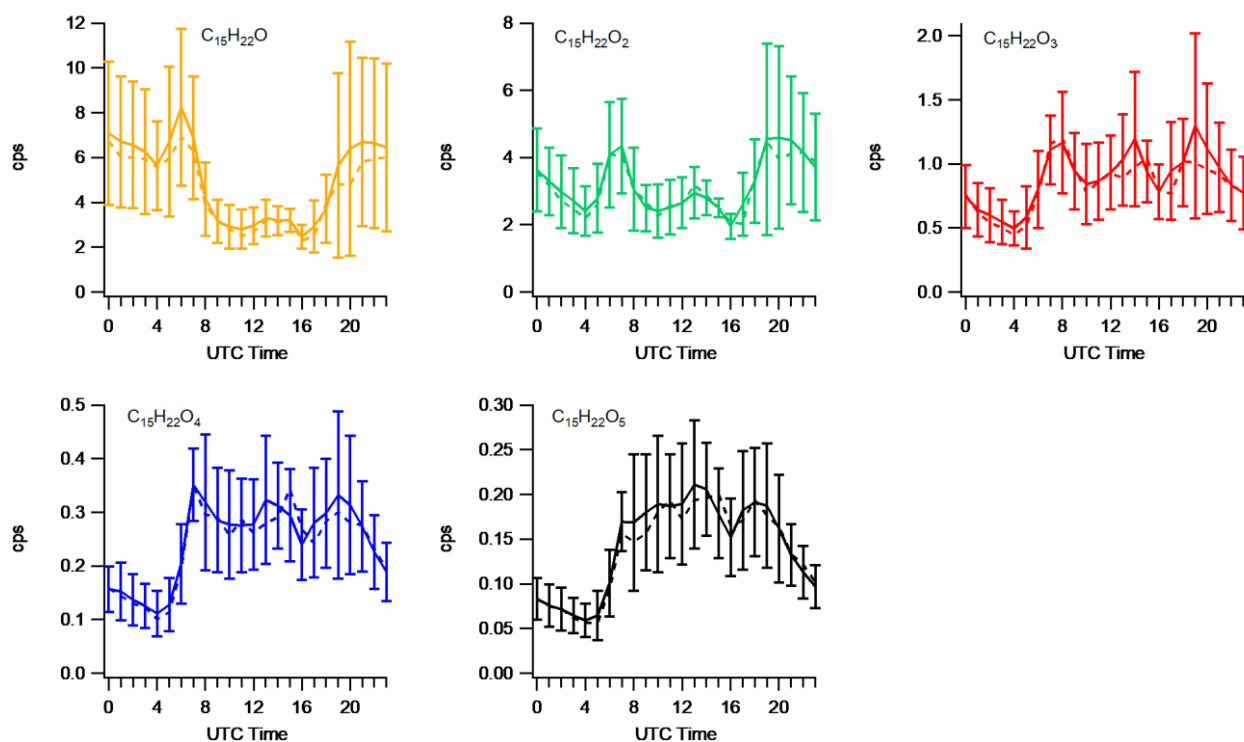 C₁₅H₂₂O
12
10
8
6
4
2
0
cps
0 4 8 12 16 20
UTC Time
C₁₅H₂₂O₂
8
6
4
2
0
cps
0 4 8 12 16 20
UTC Time
C₁₅H₂₂O₃
2.0
1.5
1.0
0.5
0.0
cps
0 4 8 12 16 20
UTC Time
C₁₅H₂₂O₄
0.5
0.4
0.3
0.2
0.1
0.0
cps
0 4 8 12 16 20
UTC Time
C₁₅H₂₂O₅
0.30
0.25
0.20
0.15
0.10
0.05
0.00
cps
0 4 8 12 16 20
UTC Time